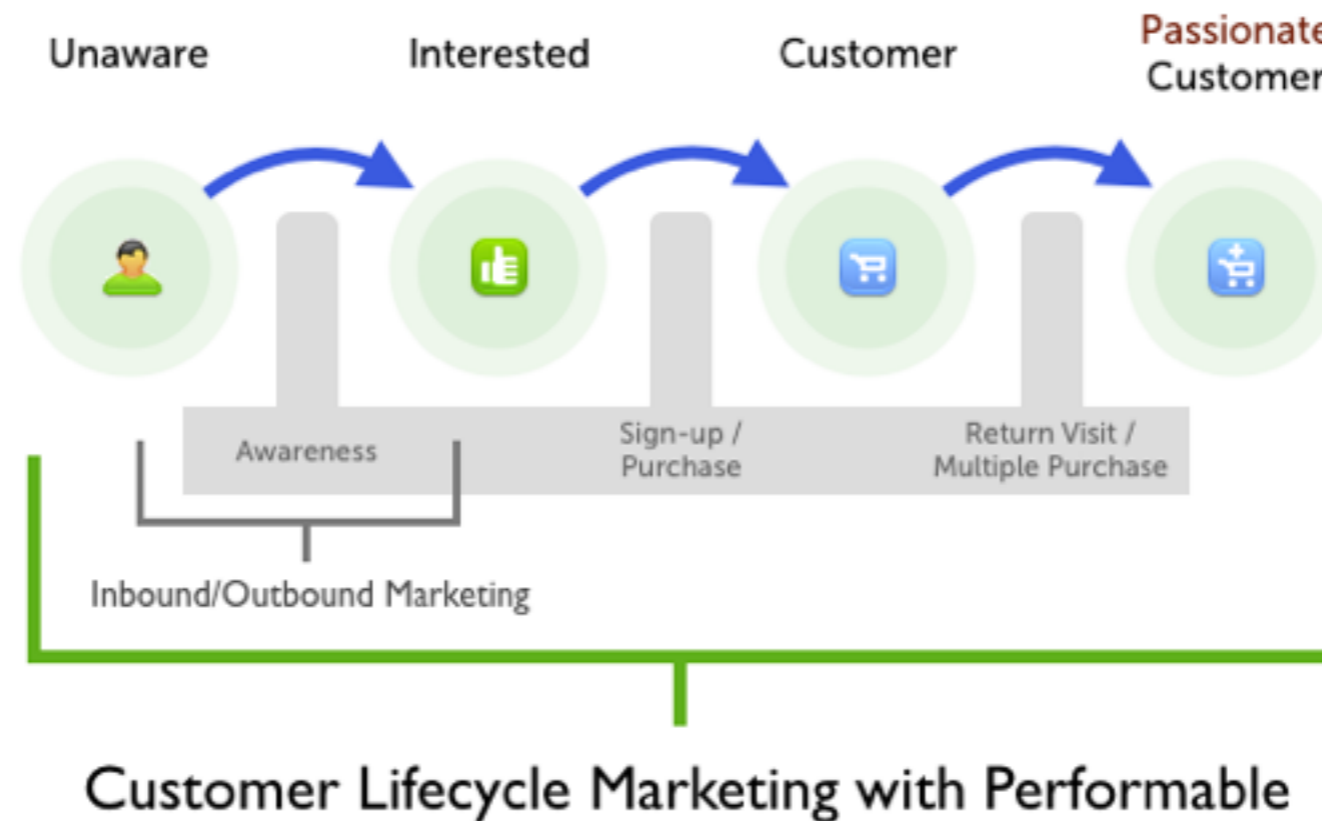 Unaware
Interested
Customer
Passionate
Customer
Awareness
Sign-up /
Purchase
Return Visit /
Multiple Purchase
Inbound/Outbound Marketing
Customer Lifecycle Marketing with Performable